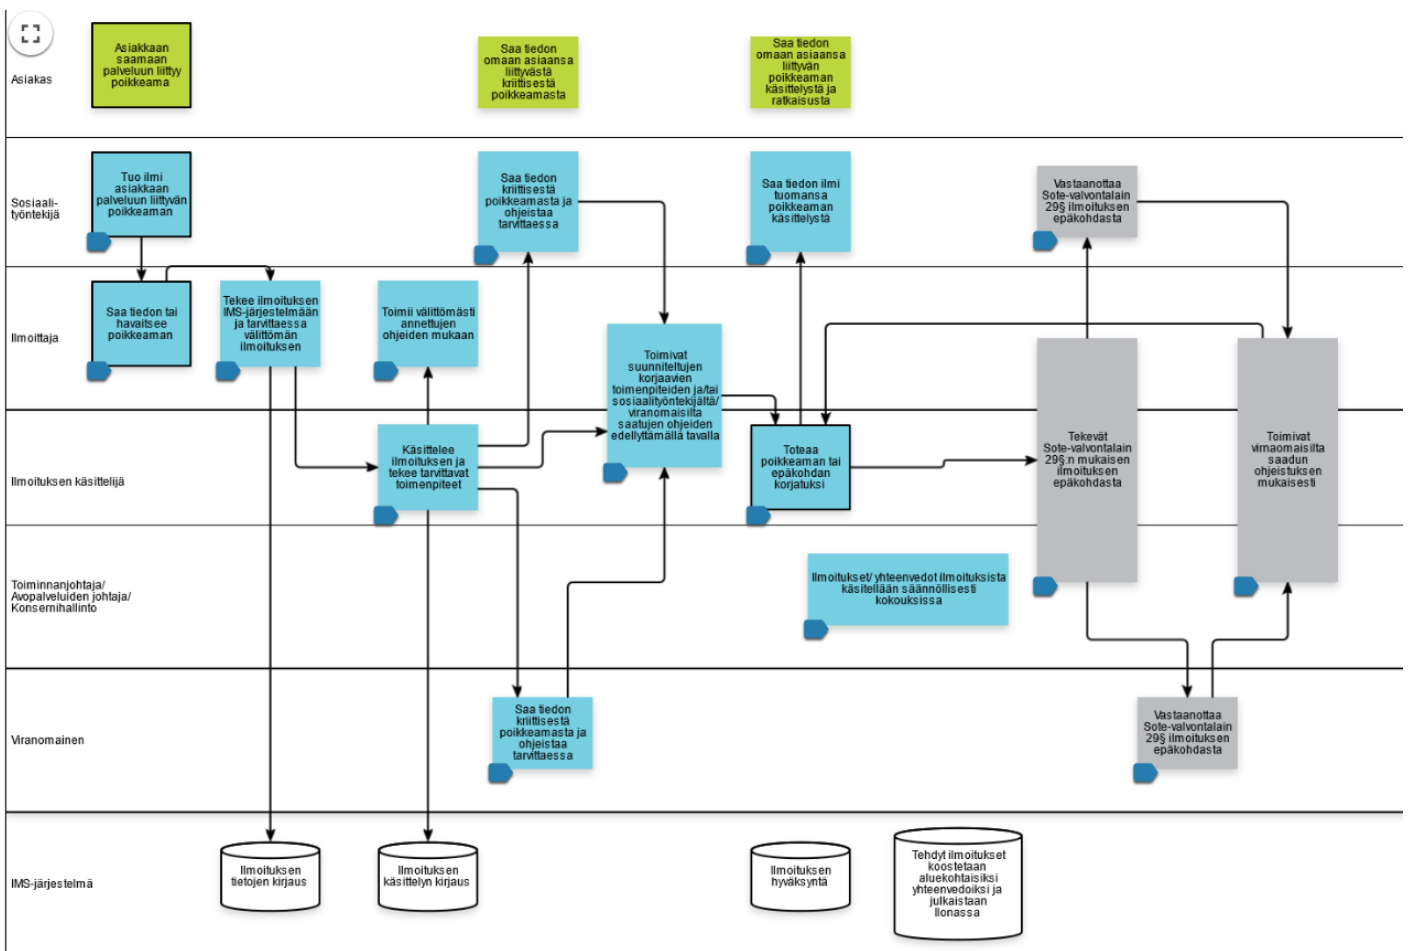 Asiakas
Asiakkaan
saamaan
palveluun liittyy
poikkeama
Saa tiedon
omaan asiaansa
liittyvästä
kriittisestä
poikkeamasta
Saa tiedon
omaan asiaansa
liittyvän
poikkeaman
käsittelystä ja
ratkaisusta
Sosiaali-
työntekijä
Tuo ilmi
asiakkaan
palveluun liittyvän
poikkeaman
Saa tiedon
kriittisestä
poikkeamasta ja
ohjeistaa
tarvittaessa
Saa tiedon ilmi
tuomansa
poikkeaman
käsittelystä
Vastaanottaa
Sote-valvontalain
29§ ilmoituksen
epäkohdasta
Ilmoittaja
Saa tiedon tai
havaitsee
poikkeaman
Tekee ilmoituksen
IMS-järjestelmään
ja tarvittaessa
välittömän
ilmoituksen
Toimii välittömästi
annettujen
ohjeiden mukaan
Toimivat
suunniteltujen
korjaavien
toimenpiteiden ja/tai
sosiaalityöntekijältä/
viranomaisilta
saatujen ohjeiden
edellyttämällä tavalla
Ilmoituksen käsittelijä
Käsittelee
ilmoituksen ja
tekee tarvittavat
toimenpiteet
Toteaa
poikkeaman tai
epäkohdan
korjatuksi
Tekevät
Sote-valvontalain
29§:n mukaisen
ilmoituksen
epäkohdasta
Toimivat
virnaomaisilta
saadun
ohjeistuksen
mukaisesti
Toiminnanjohtaja/
Avopalveluiden johtaja/
Konsernihallinto
Ilmoitukset/ yhteenvedot ilmoituksista
käsitellään säännöllisesti
kokouksissa
Viranomainen
Saa tiedon
kriittisestä
poikkeamasta ja
ohjeistaa
tarvittaessa
Vastaanottaa
Sote-valvontalain
29§ ilmoituksen
epäkohdasta
IMS-järjestelmä
Ilmoituksen
tietojen kirjaus
Ilmoituksen
käsittelyn kirjaus
Ilmoituksen
hyväksyntä
Tehdyt ilmoitukset
koostetaan
aluekohtaisiksi
yhteenvedoiksi ja
julkaistaan
Ilonassa